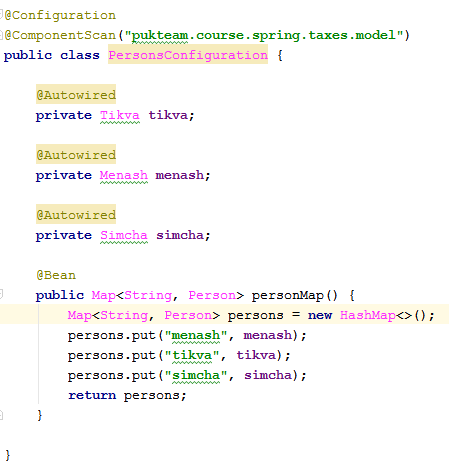 @Configuration
@ComponentScan("pukteam.course.spring.taxes.model")
public class PersonsConfiguration {
@Autowired
private Tikva tikva;
@Autowired
private Menash menash;
@Autowired
private Simcha simcha;
@Bean
public Map<String, Person> personMap() {
Map<String, Person> persons = new HashMap<>();
persons.put("menash", menash);
persons.put("tikva", tikva);
persons.put("simcha", simcha);
return persons;
}
}